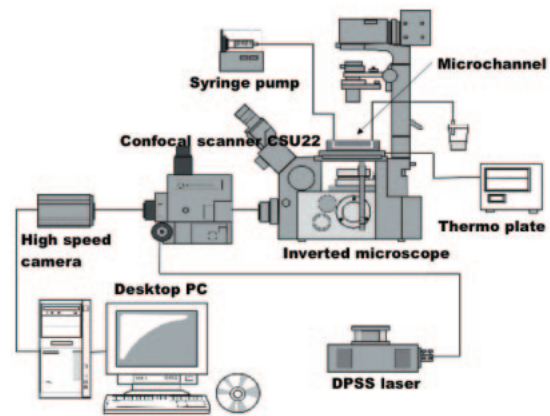 Syringe pump
Microchannel
Confocal scanner CSU22
Thermo plate
High speed
camera
Inverted microscope
Desktop PC
DPSS laser